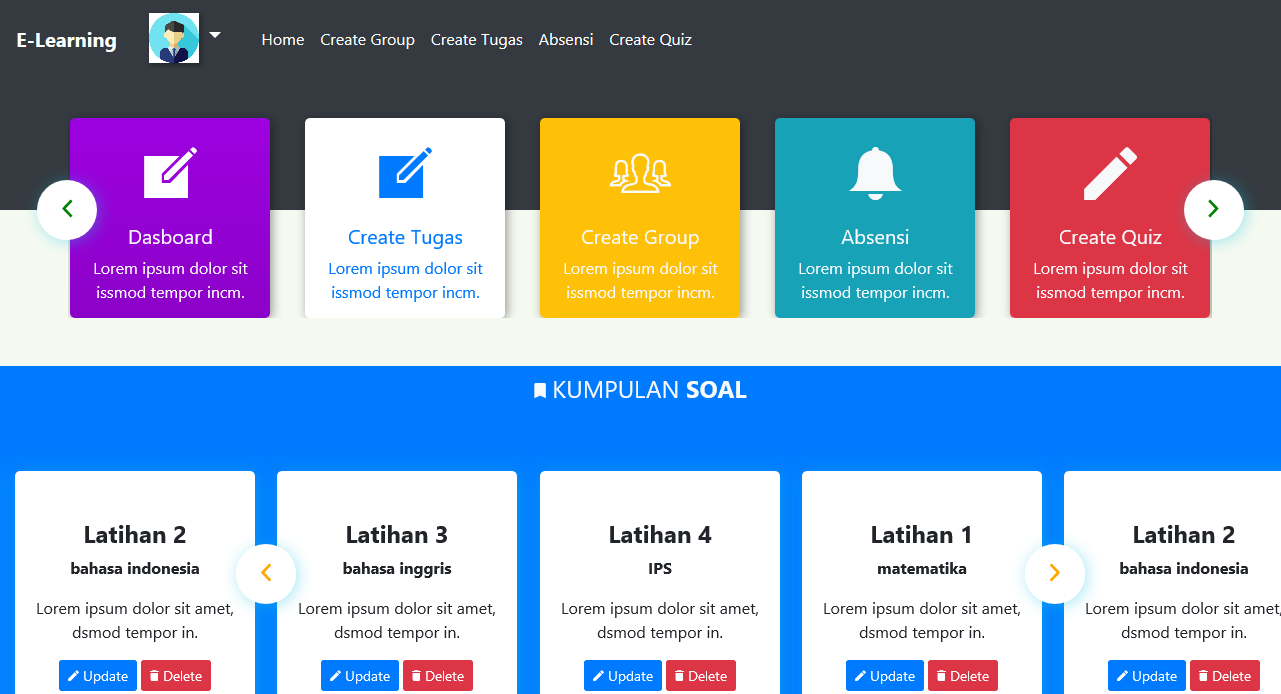 E-Learning
Home Create Group Create Tugas Absensi Create Quiz
Dasboard
Lorem ipsum dolor sit
issmod tempor incm.
Create Tugas
Lorem ipsum dolor sit
issmod tempor incm.
Create Group
Lorem ipsum dolor sit
issmod tempor incm.
Absensi
Lorem ipsum dolor sit
issmod tempor incm.
Create Quiz
Lorem ipsum dolor sit
issmod tempor incm.
KUMPULAN SOAL
Latihan 2
bahasa indonesia
Lorem ipsum dolor sit amet,
dsmod tempor in.
Update Delete
Latihan 3
bahasa inggris
Lorem ipsum dolor sit amet,
dsmod tempor in.
Update Delete
Latihan 4
IPS
Lorem ipsum dolor sit amet,
dsmod tempor in.
Update Delete
Latihan 1
matematika
Lorem ipsum dolor sit amet,
dsmod tempor in.
Update Delete
Latihan 2
bahasa indonesia
Lorem ipsum dolor sit amet,
dsmod tempor in.
Update Delete